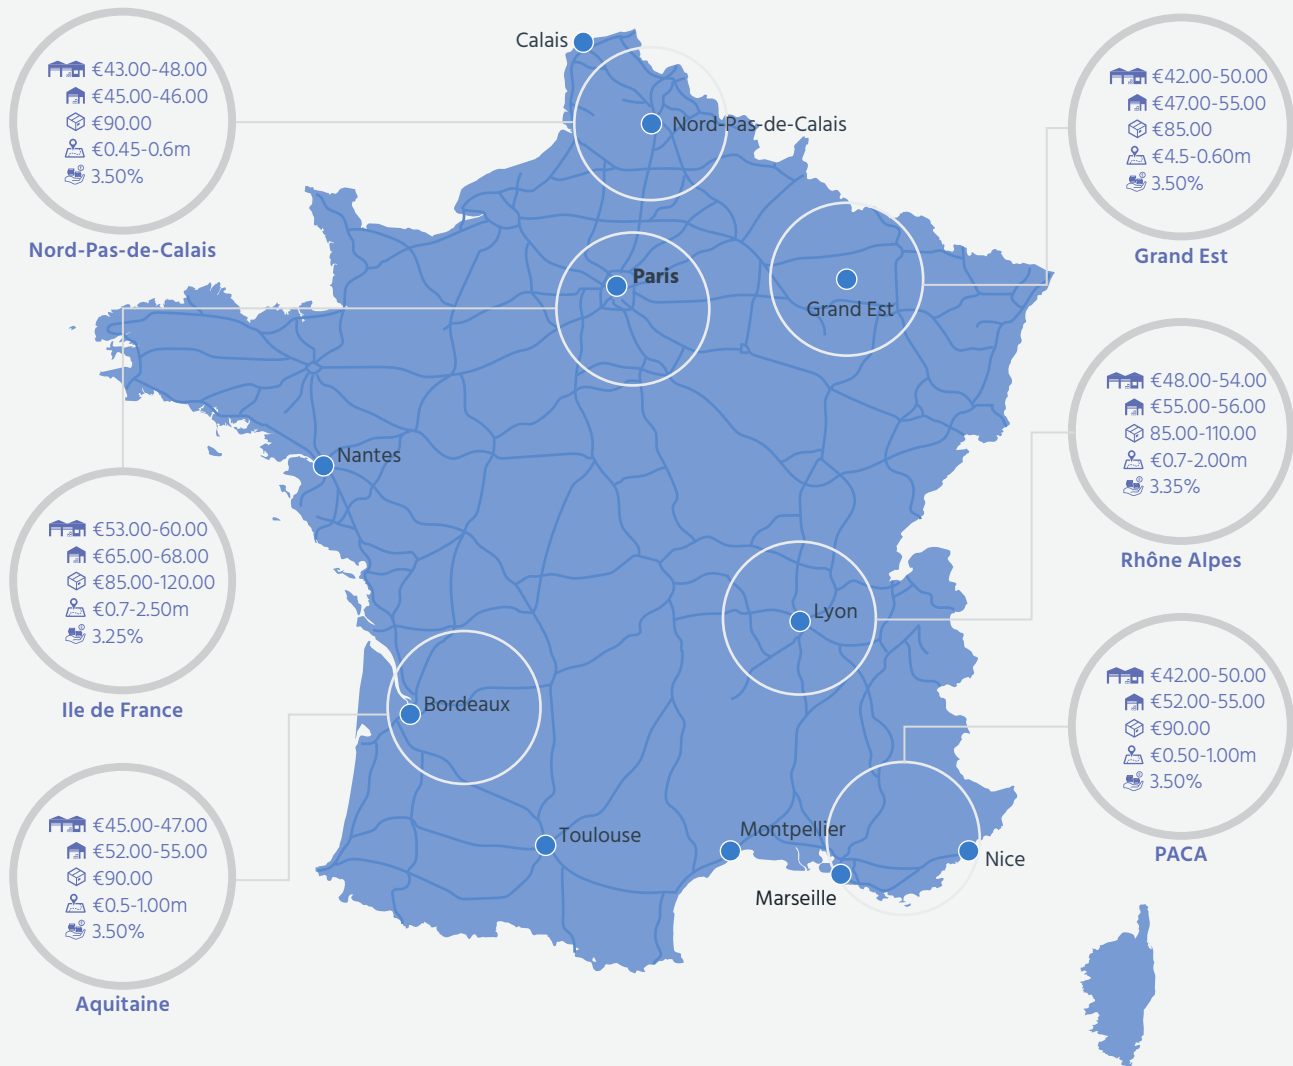 €43.00-48.00
€45.00-46.00
€90.00
€0.45-0.6m
3.50%
Nord-Pas-de-Calais
€53.00-60.00
€65.00-68.00
€85.00-120.00
€0.7-2.50m
3.25%
Ile de France
€45.00-47.00
€52.00-55.00
€90.00
€0.5-1.00m
3.50%
Aquitaine
Calais
Nord-Pas-de-Calais
Paris
Grand Est
Nantes
Lyon
Bordeaux
Toulouse
Montpellier
Marseille
Nice
€42.00-50.00
€47.00-55.00
€85.00
€4.5-0.60m
3.50%
Grand Est
€48.00-54.00
€55.00-56.00
85.00-110.00
€0.7-2.00m
3.35%
Rhône Alpes
€42.00-50.00
€52.00-55.00
€90.00
€0.50-1.00m
3.50%
PACA